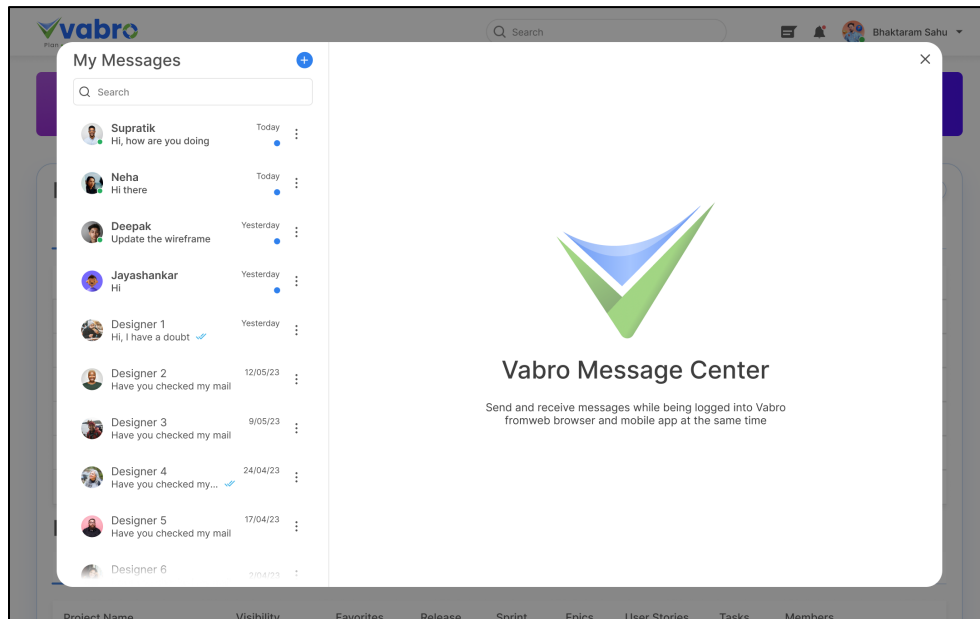 vabro
Search
Bhaktaram Sahu
My Messages
Search
Supratik
Today
Hi, how are you doing
Neha
Today
Hi there
Deepak
Yesterday
Update the wireframe
Jayashankar
Yesterday
Hi
Designer 1
Yesterday
Hi, I have a doubt
Designer 2
12/05/23
Have you checked my mail
Designer 3
9/05/23
Have you checked my mail
Designer 4
24/04/23
Have you checked my...
Designer 5
17/04/23
Have you checked my mail
Designer 6
2/04/23
Vabro Message Center
Send and receive messages while being logged into Vabro
fromweb browser and mobile app at the same time
Project Name Visibility Favorites Release Sprint Epics User Stories Tasks Members